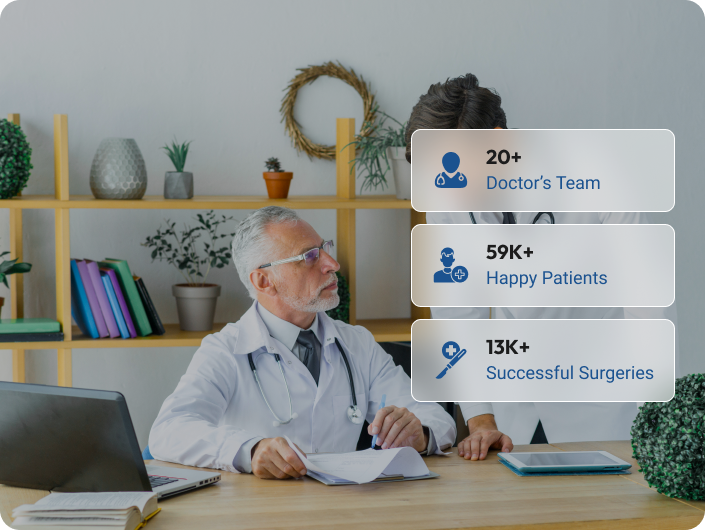 20+
Doctor’s Team
59K+
Happy Patients
13K+
Successful Surgeries